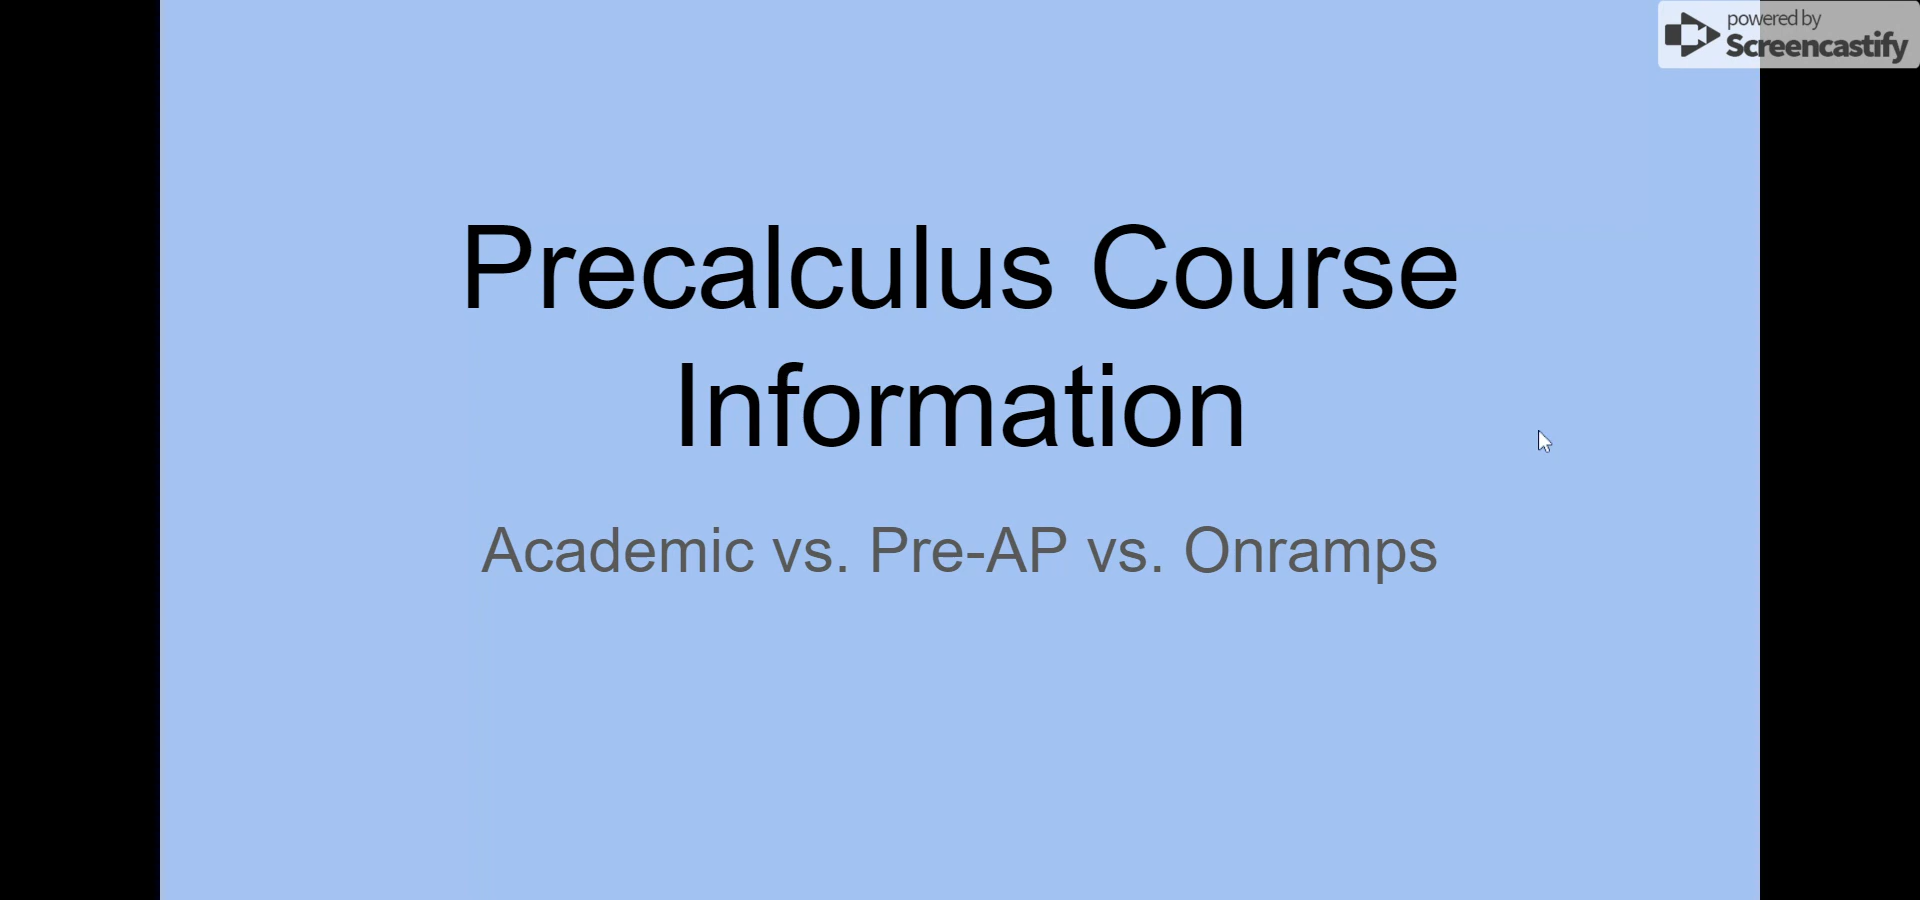 powered by
Screencastify
Precalculus Course
Information
Academic vs. Pre-AP vs. Onramps